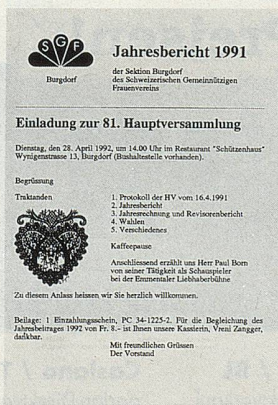 SGF
Burgdorf
Jahresbericht 1991
der Sektion Burgdorf
des Schweizerischen Gemeinnützigen
Frauenvereins
Einladung zur 81. Hauptversammlung
Dienstag, den 28. April 1992, um 14.00 Uhr im Restaurant "Schützenhaus"
Wynigenstrasse 13, Burgdorf (Bushaltestelle vorhanden).
Begrüssung
Traktanden
1. Protokoll der HV vom 16.4.1991
2. Jahresbericht
3. Jahresrechnung und Revisorenbericht
4. Wahlen
5. Verschiedenes
Kaffeepause
Anschliessend erzählt uns Herr Paul Born
von seiner Tätigkeit als Schauspieler
bei der Emmentaler Liebhaberbühne
Zu diesem Anlass heissen wir Sie herzlich willkommen.
Beilage: 1 Einzahlungsschein, PC 34-1225-2. Für die Begleichung des
Jahresbeitrages 1992 von Fr. 8.- ist Ihnen unsere Kassierin, Vreni Zangger,
dankbar.
Mit freundlichen Grüssen
Der Vorstand